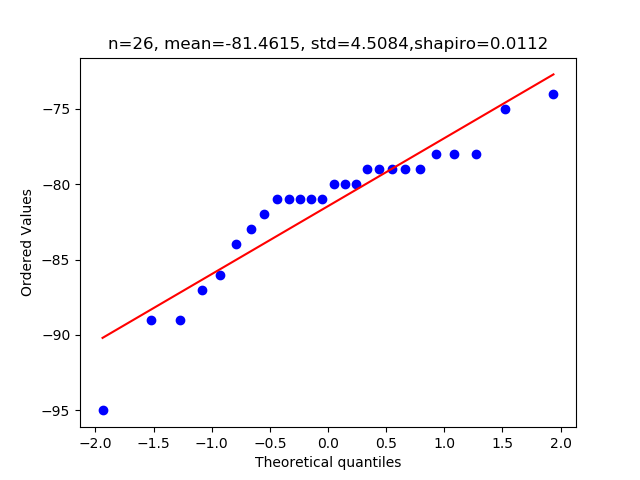 n=26, mean=-81.4615, std=4.5084,shapiro=0.0112
Ordered Values
−75
−80
−85
−90
−95
−2.0 −1.5 −1.0 −0.5 0.0 0.5 1.0 1.5 2.0
Theoretical quantiles